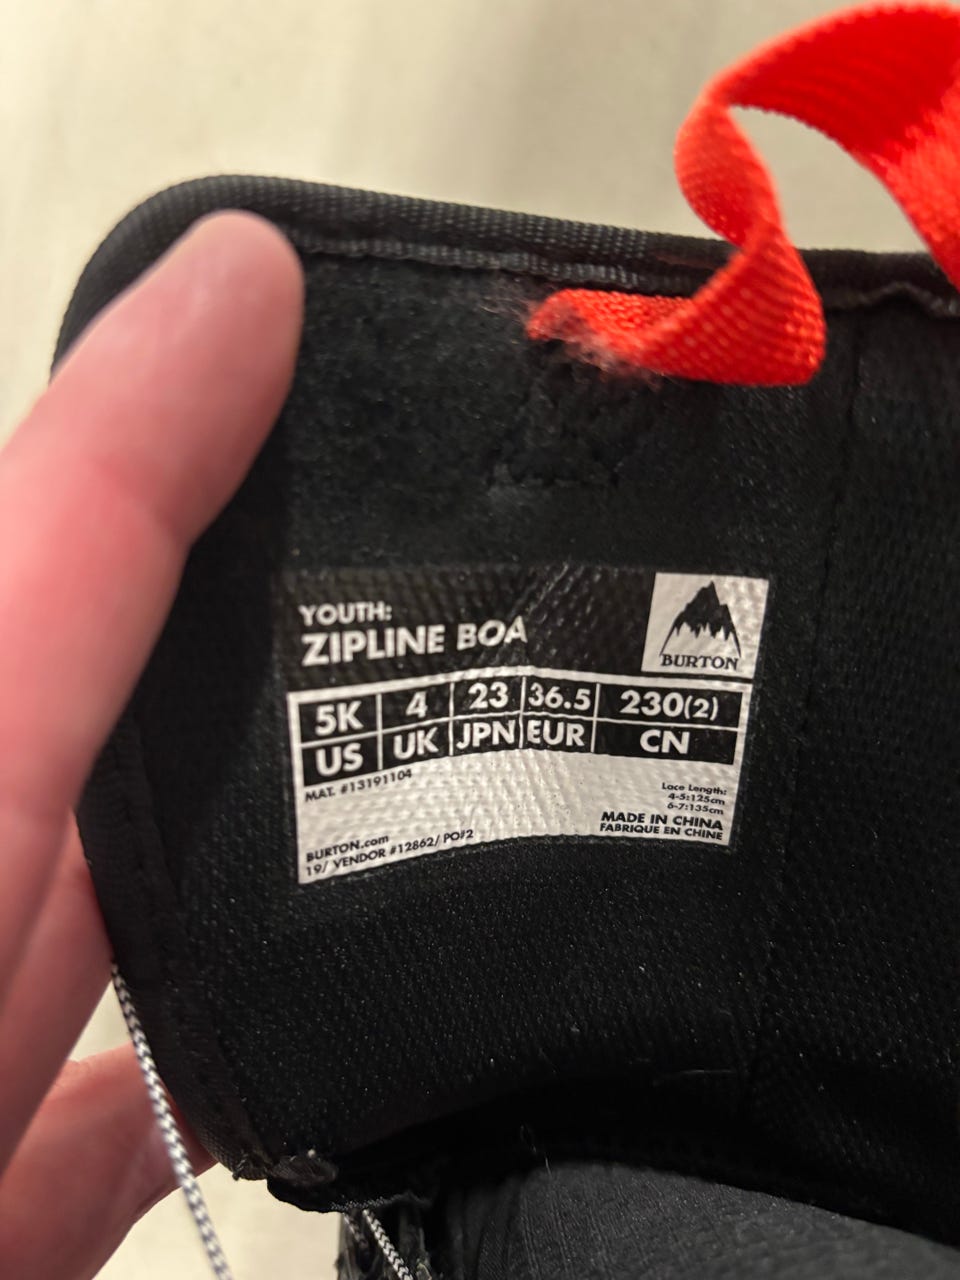 YOUTH:
ZIPLINE BOA
BURTON
5K 4 23 36.5 230(2)
US UK JPN EUR CN
MAT. #13191104
Lace Length:
4-5:125cm
6-7:135cm
MADE IN CHINA
FABRIQUE EN CHINE
BURTON.com
19/ VENDOR #12862/ PO#2